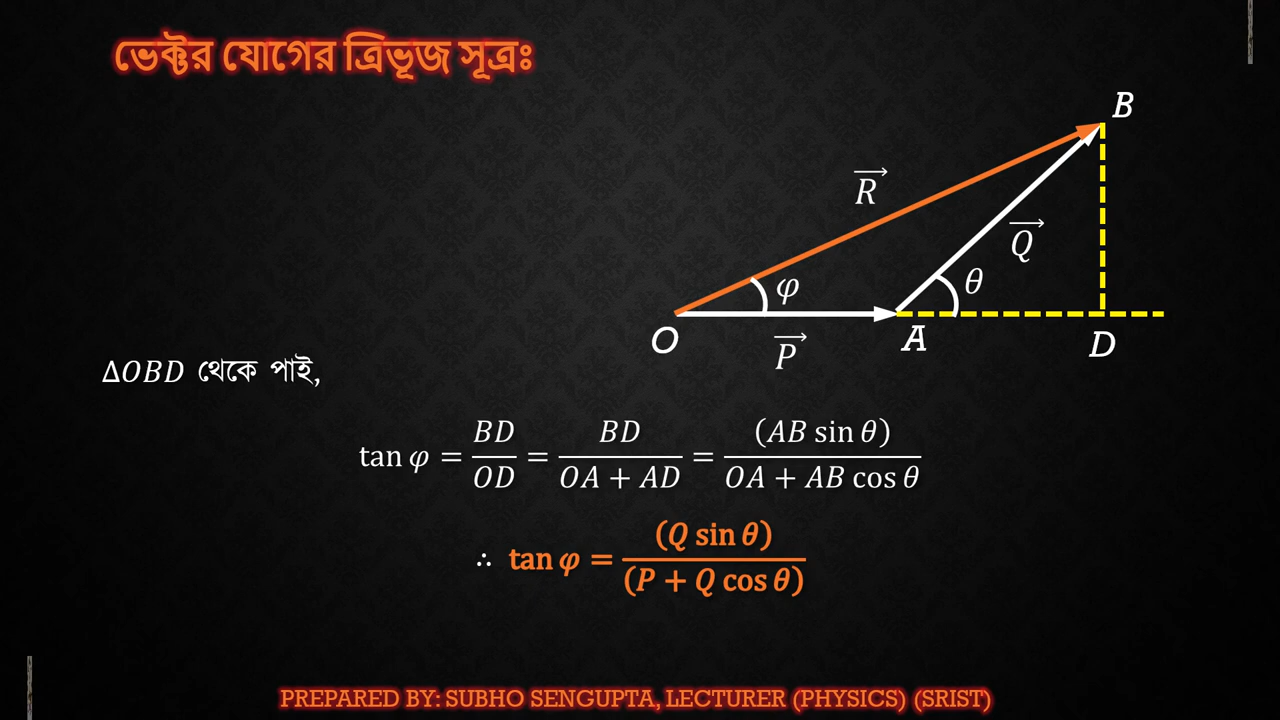 ভেক্টর যোগের ত্রিভূজ সূত্রঃ
B
R⃗
Q⃗
φ
θ
O
P⃗
A
D
ΔOBD থেকে পাই,
tan φ = BD/OD = BD/(OA + AD) = (AB sin θ)/(OA + AB cos θ)
∴ tan φ = (Q sin θ)/(P + Q cos θ)
PREPARED BY: SUBHO SENGUPTA, LECTURER (PHYSICS) (SRIST)